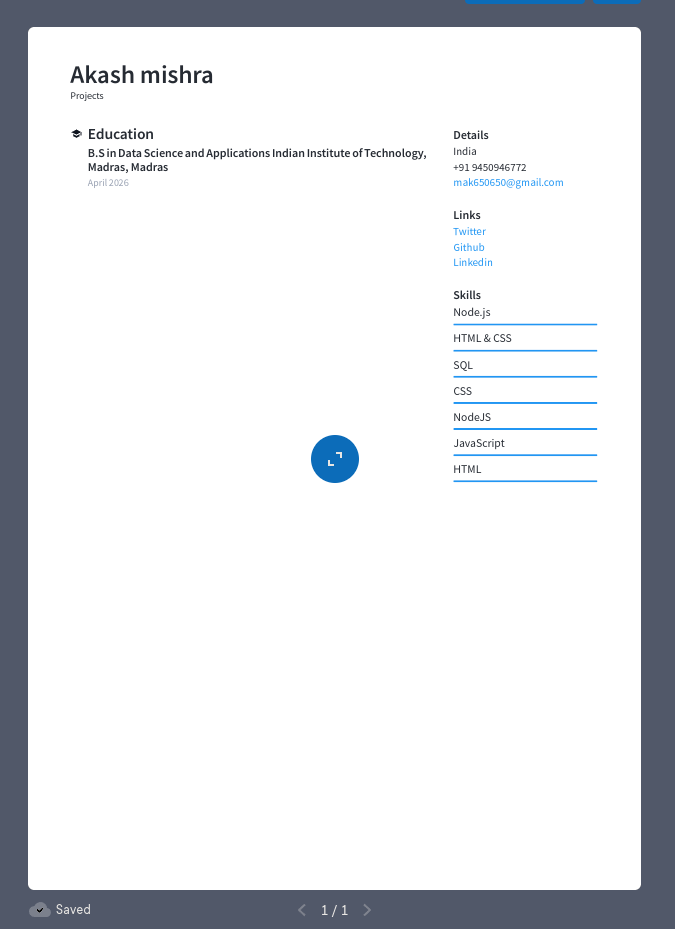 Akash mishra
Projects
Education
B.S in Data Science and Applications Indian Institute of Technology,
Madras, Madras
April 2026
Details
India
+91 9450946772
mak650650@gmail.com
Links
Twitter
Github
Linkedin
Skills
Node.js
HTML & CSS
SQL
CSS
NodeJS
JavaScript
HTML
Saved
1 / 1